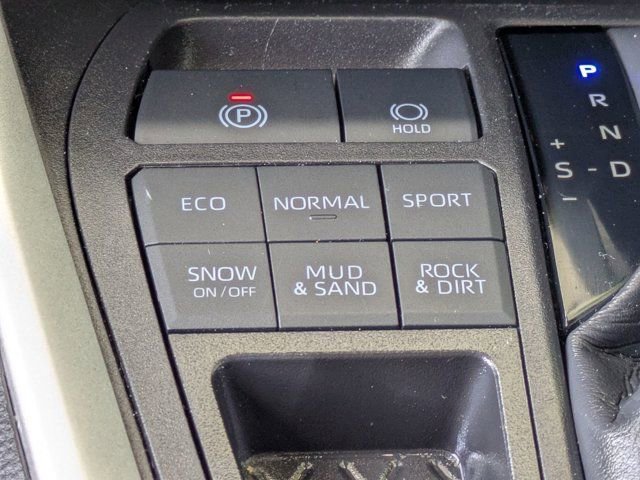 P
HOLD
ECO
NORMAL
SPORT
SNOW
ON / OFF
MUD
& SAND
ROCK
& DIRT
P
R
N
+
S - D
-